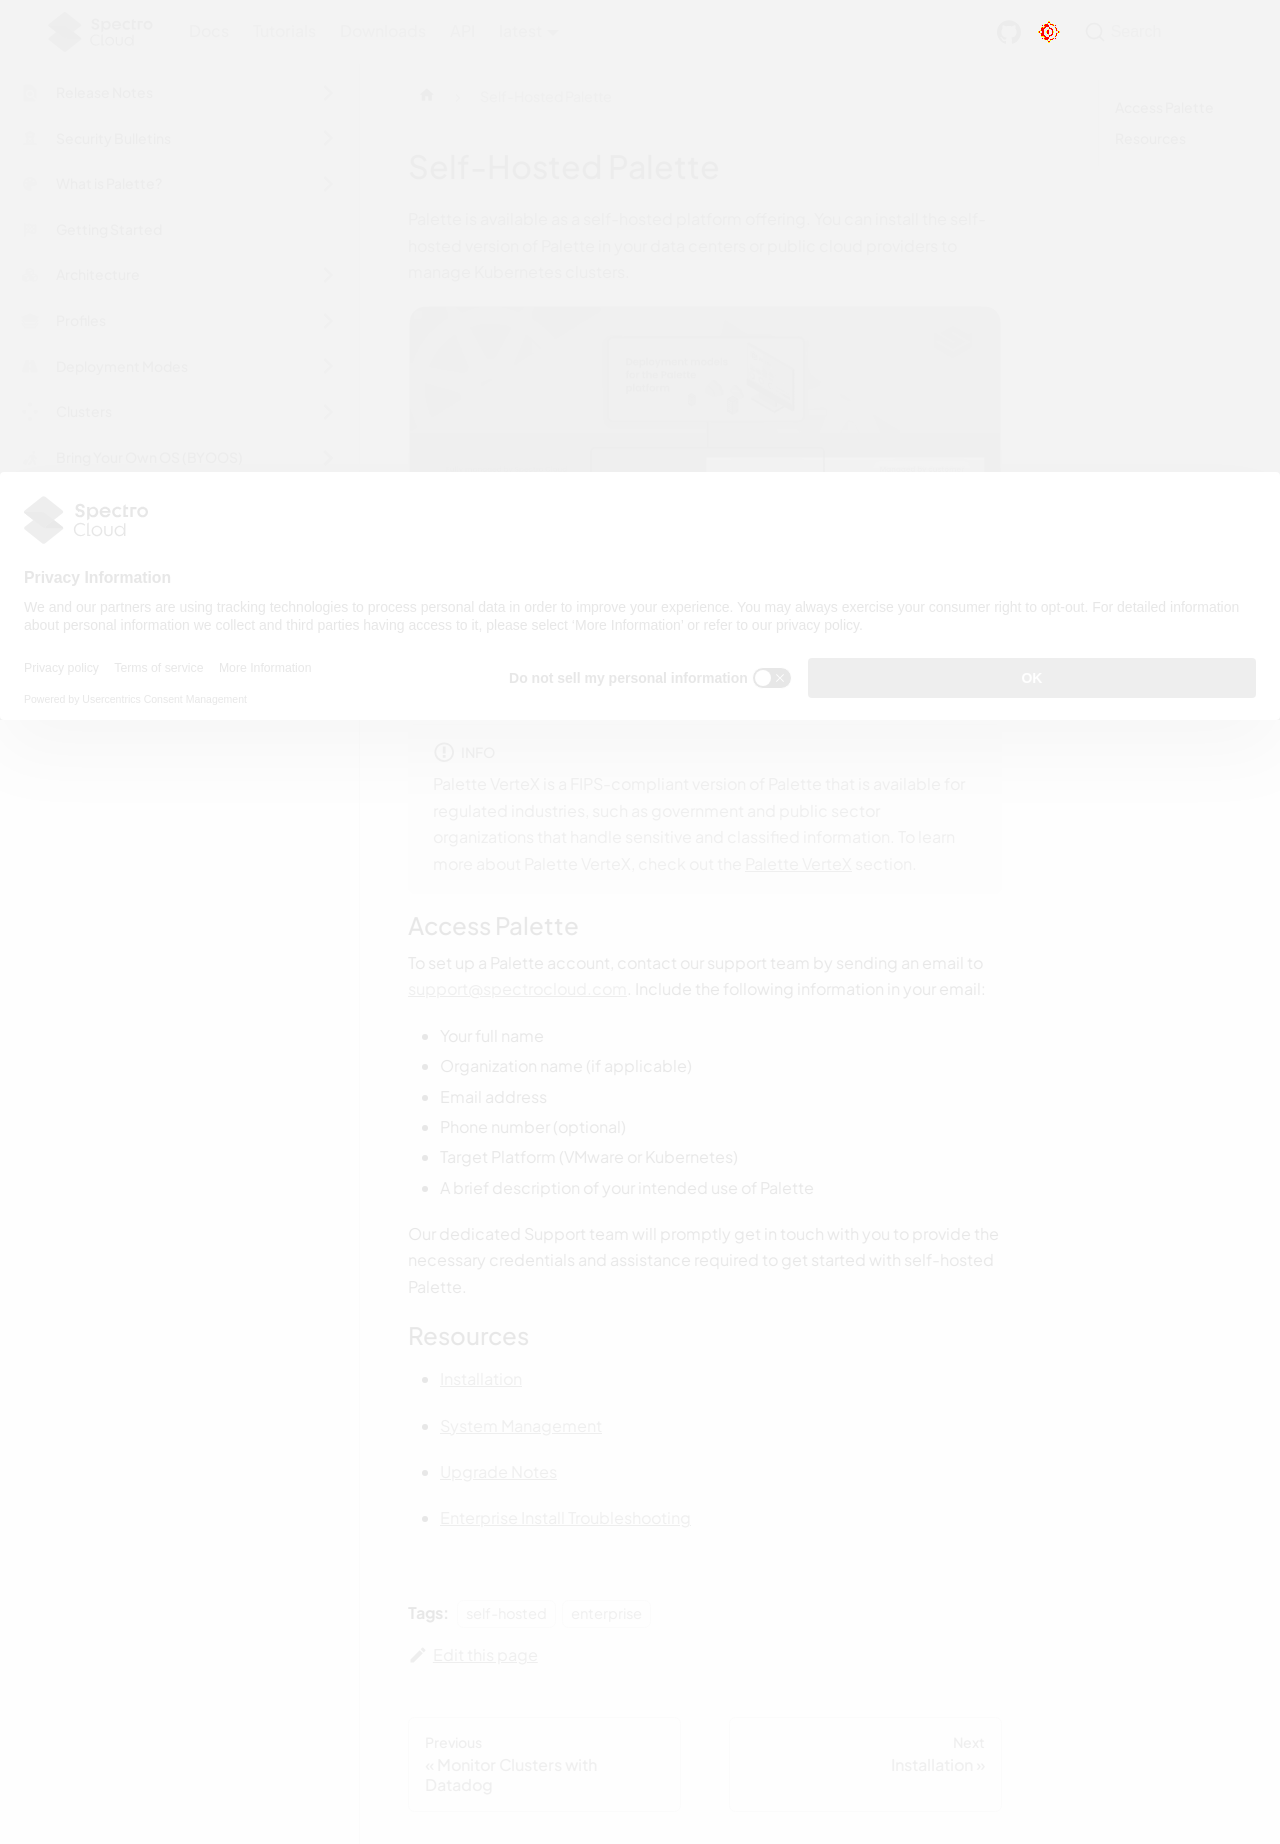 Spectro
Cloud
Docs Tutorials Downloads API latest
Search
Release Notes
Security Bulletins
What is Palette?
Getting Started
Architecture
Profiles
Deployment Modes
Clusters
Bring Your Own OS (BYOOS)
Self-Hosted Palette
Access Palette
Resources
Self-Hosted Palette
Palette is available as a self-hosted platform offering. You can install the self-
hosted version of Palette in your data centers or public cloud providers to
manage Kubernetes clusters.
Spectro
Cloud
Privacy Information
We and our partners are using tracking technologies to process personal data in order to improve your experience. You may always exercise your consumer right to opt-out. For detailed information
about personal information we collect and third parties having access to it, please select 'More Information' or refer to our privacy policy.
Privacy policy Terms of service More Information
Powered by Usercentrics Consent Management
Do not sell my personal information
OK
INFO
Palette VerteX is a FIPS-compliant version of Palette that is available for
regulated industries, such as government and public sector
organizations that handle sensitive and classified information. To learn
more about Palette VerteX, check out the Palette VerteX section.
Access Palette
To set up a Palette account, contact our support team by sending an email to
support@spectrocloud.com. Include the following information in your email:
Your full name
Organization name (if applicable)
Email address
Phone number (optional)
Target Platform (VMware or Kubernetes)
A brief description of your intended use of Palette
Our dedicated Support team will promptly get in touch with you to provide the
necessary credentials and assistance required to get started with self-hosted
Palette.
Resources
Installation
System Management
Upgrade Notes
Enterprise Install Troubleshooting
Tags: self-hosted enterprise
Edit this page
Previous
« Monitor Clusters with
Datadog
Next
Installation »